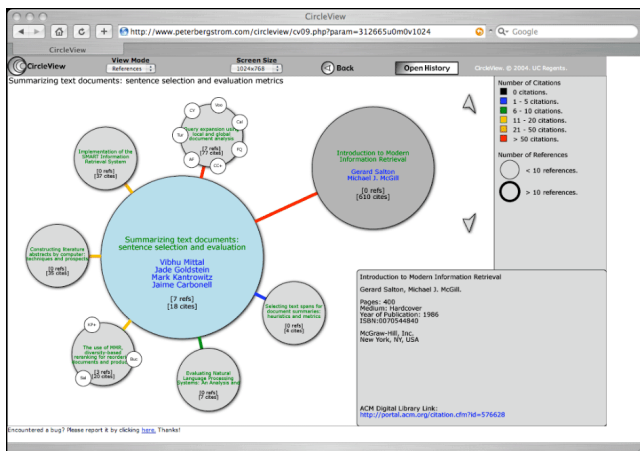 CircleView
http://www.peterbergstrom.com/circleview/cv09.php?param=312665u0m0v1024
Google
CircleView
CircleView
View Mode
References
Screen Size
1024x768
Back
Open History
CircleView. © 2004. UC Regents.
Summarizing text documents: sentence selection and evaluation metrics
Number of Citations
0 citations.
1 - 5 citations.
6 - 10 citations.
11 - 20 citations.
21 - 50 citations.
> 50 citations.
Number of References
< 10 references.
> 10 references.
Query expansion using
local and global
document analysis
[7 refs]
[77 cites]
Implementation of the
SMART Information
Retrieval System
[0 refs]
[37 cites]
Introduction to Modern
Information Retrieval
Gerard Salton
Michael J. McGill
[0 refs]
[610 cites]
Summarizing text documents:
sentence selection and evaluation
Vibhu Mittal
Jade Goldstein
Mark Kantrowitz
Jaime Carbonell
[7 refs]
[18 cites]
Constructing literature
abstracts by computer:
techniques and prospects
[0 refs]
Selecting text spans for
document summaries:
heuristics and metrics
[0 refs]
[4 cites]
The use of MMR,
diversity-based
reranking for reordering
documents and produ
[3 refs]
Evaluating Natural
Language Processing
Systems: An Analysis and
[0 refs]
[7 cites]
Introduction to Modern Information Retrieval
Gerard Salton, Michael J. McGill.
Pages: 400
Medium: Hardcover
Year of Publication: 1986
ISBN:0070544840
McGraw-Hill, Inc.
New York, NY, USA
ACM Digital Library Link:
http://portal.acm.org/citation.cfm?id=576628
Encountered a bug? Please report it by clicking here. Thanks!